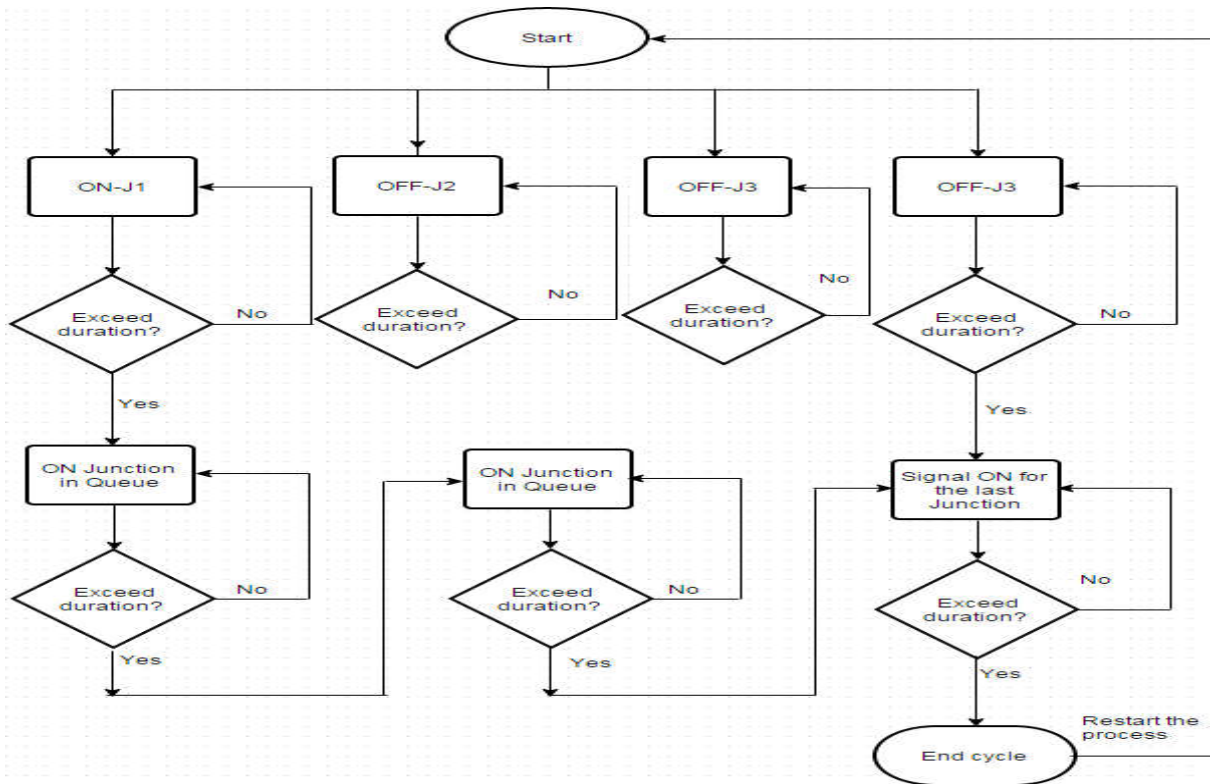 Start
ON-J1
OFF-J2
OFF-J3
OFF-J3
Exceed
duration?
No
Exceed
duration?
No
Exceed
duration?
No
Exceed
duration?
No
Yes
Yes
ON Junction
in Queue
ON Junction
in Queue
Signal ON for
the last
Junction
Exceed
duration?
No
Exceed
duration?
No
Exceed
duration?
No
Yes
Yes
Yes
End cycle
Restart the
process